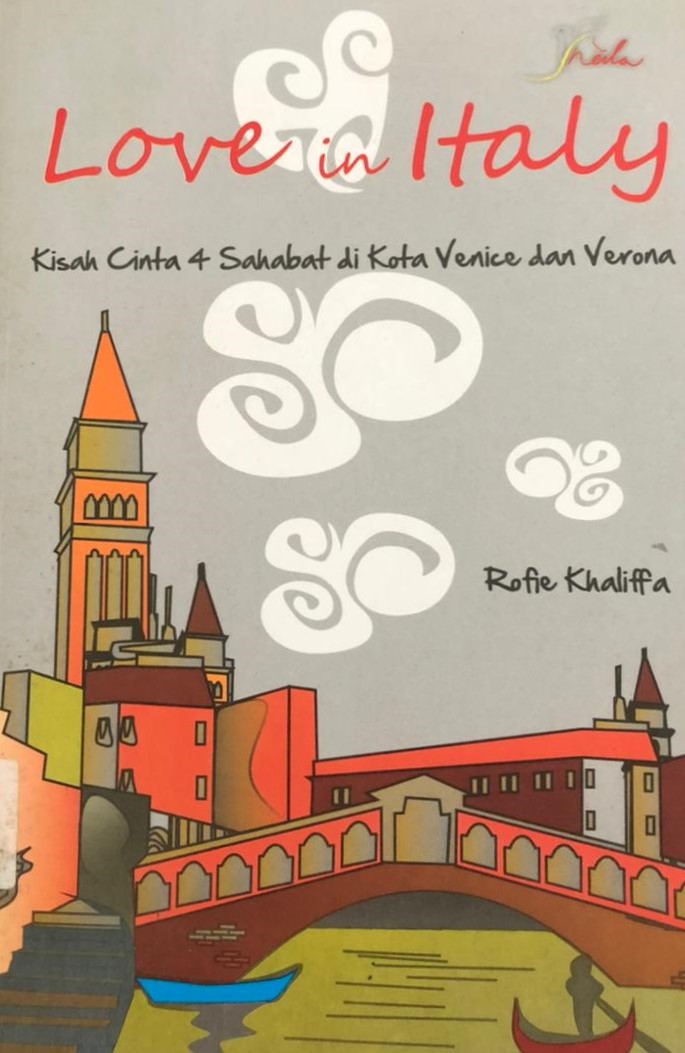 Sheila
Love in Italy
Kisah Cinta 4 Sahabat di Kota Venice dan Verona
Rofie Khaliffa